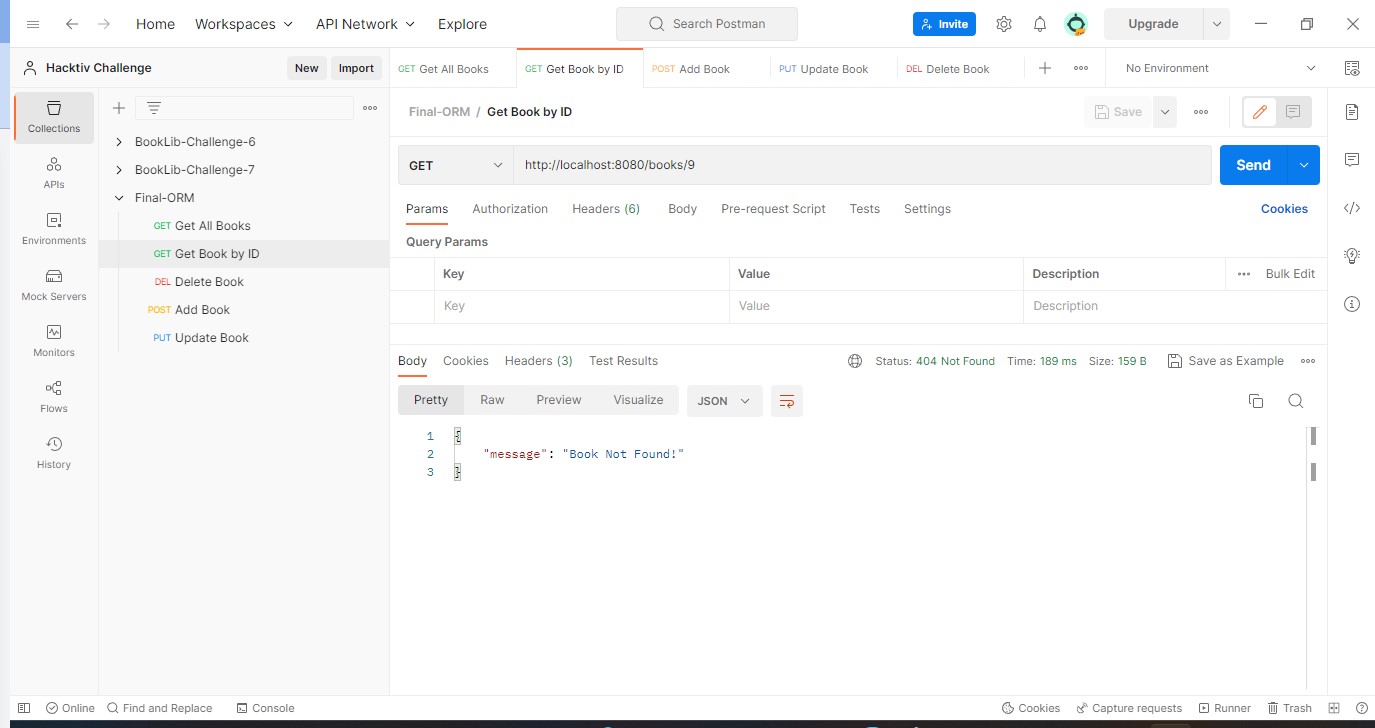 Home Workspaces API Network Explore Search Postman Invite Upgrade
Hacktiv Challenge New Import GET Get All Books GET Get Book by ID POST Add Book PUT Update Book DEL Delete Book No Environment
Collections
APIs
Environments
Mock Servers
Monitors
Flows
History
BookLib-Challenge-6
BookLib-Challenge-7
Final-ORM
GET Get All Books
GET Get Book by ID
DEL Delete Book
POST Add Book
PUT Update Book
Final-ORM / Get Book by ID Save
GET http://localhost:8080/books/9 Send
Params Authorization Headers (6) Body Pre-request Script Tests Settings Cookies
Query Params
Key Value Description Bulk Edit
Key Value Description
Body Cookies Headers (3) Test Results Status: 404 Not Found Time: 189 ms Size: 159 B Save as Example
Pretty Raw Preview Visualize JSON
1 {
2 "message": "Book Not Found!"
3 }
Online Find and Replace Console Cookies Capture requests Runner Trash